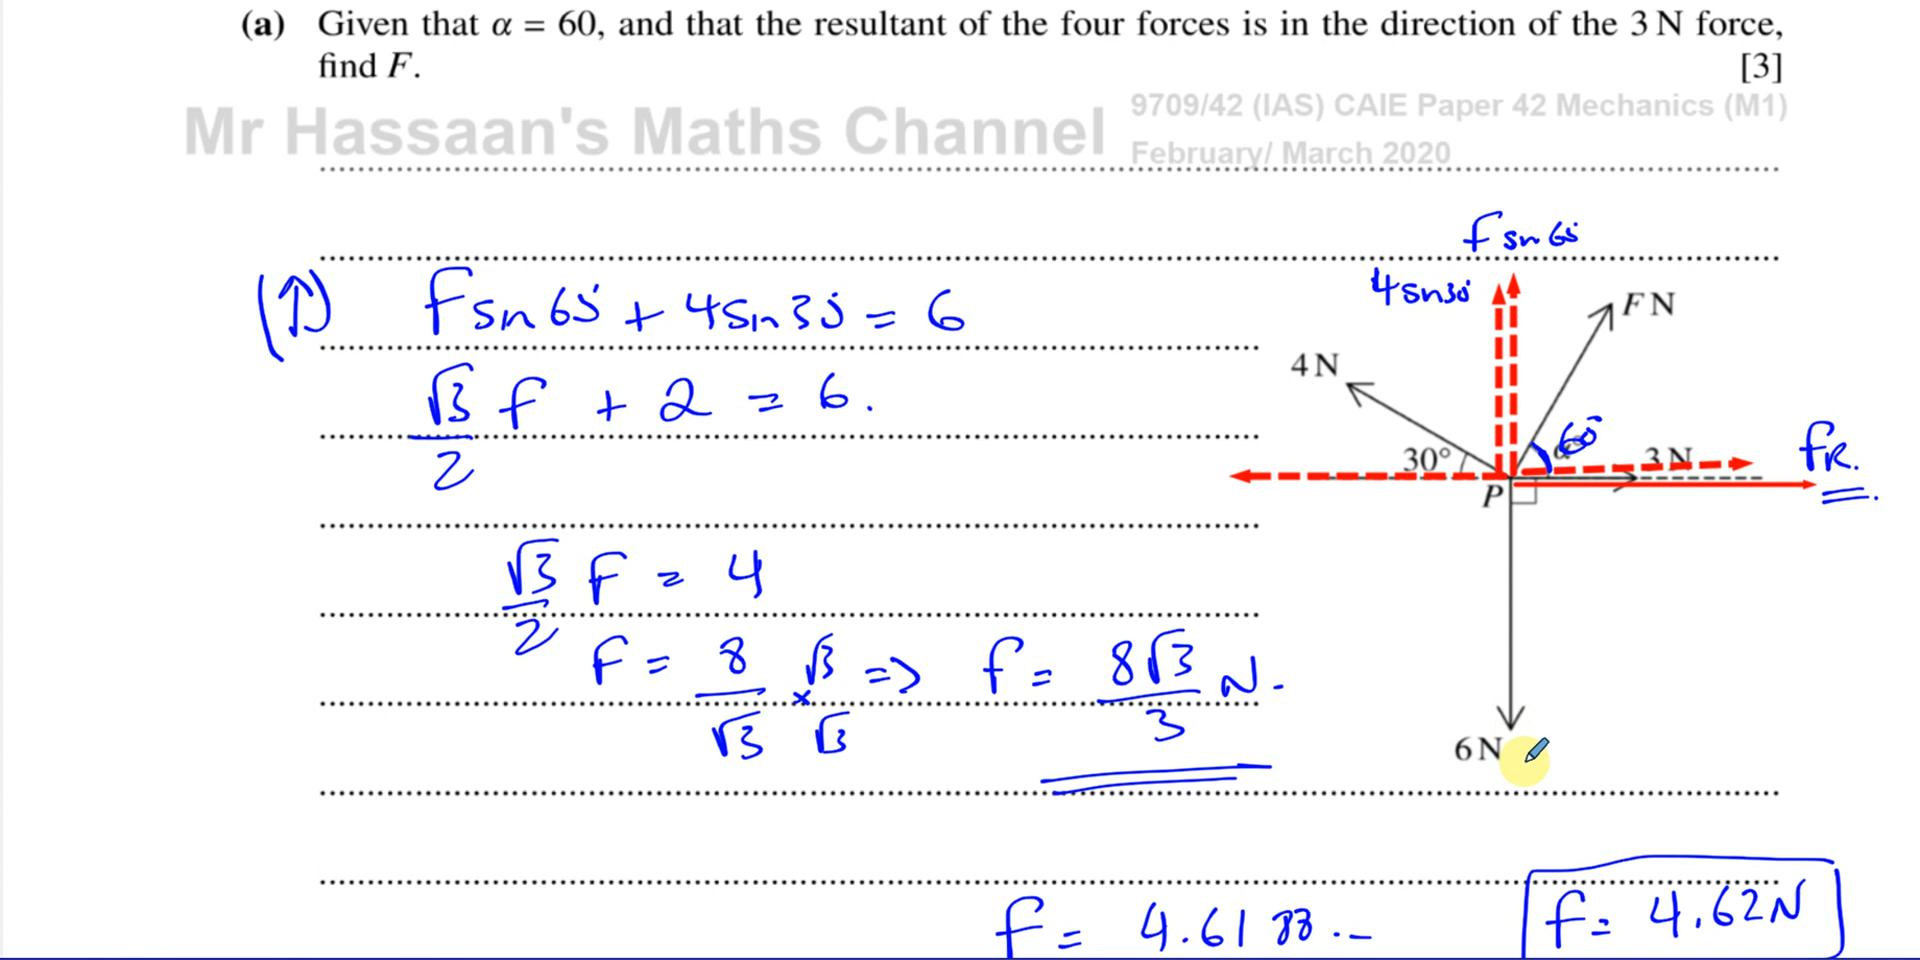 (a) Given that α = 60, and that the resultant of the four forces is in the direction of the 3 N force,
find F. [3]
Mr Hassaan's Maths Channel
9709/42 (IAS) CAIE Paper 42 Mechanics (M1)
February/ March 2020
F sin 60°
4 sin 30°
(↑) F sin 60° + 4 sin 30° = 6
F N
4 N
√3/2 F + 2 = 6.
60°
30°
3 N
FR.
P
√3/2 F = 4
F = 8/√3 × √3/√3 => F = 8√3/3 N.
6 N
F = 4.6188...
F = 4.62N